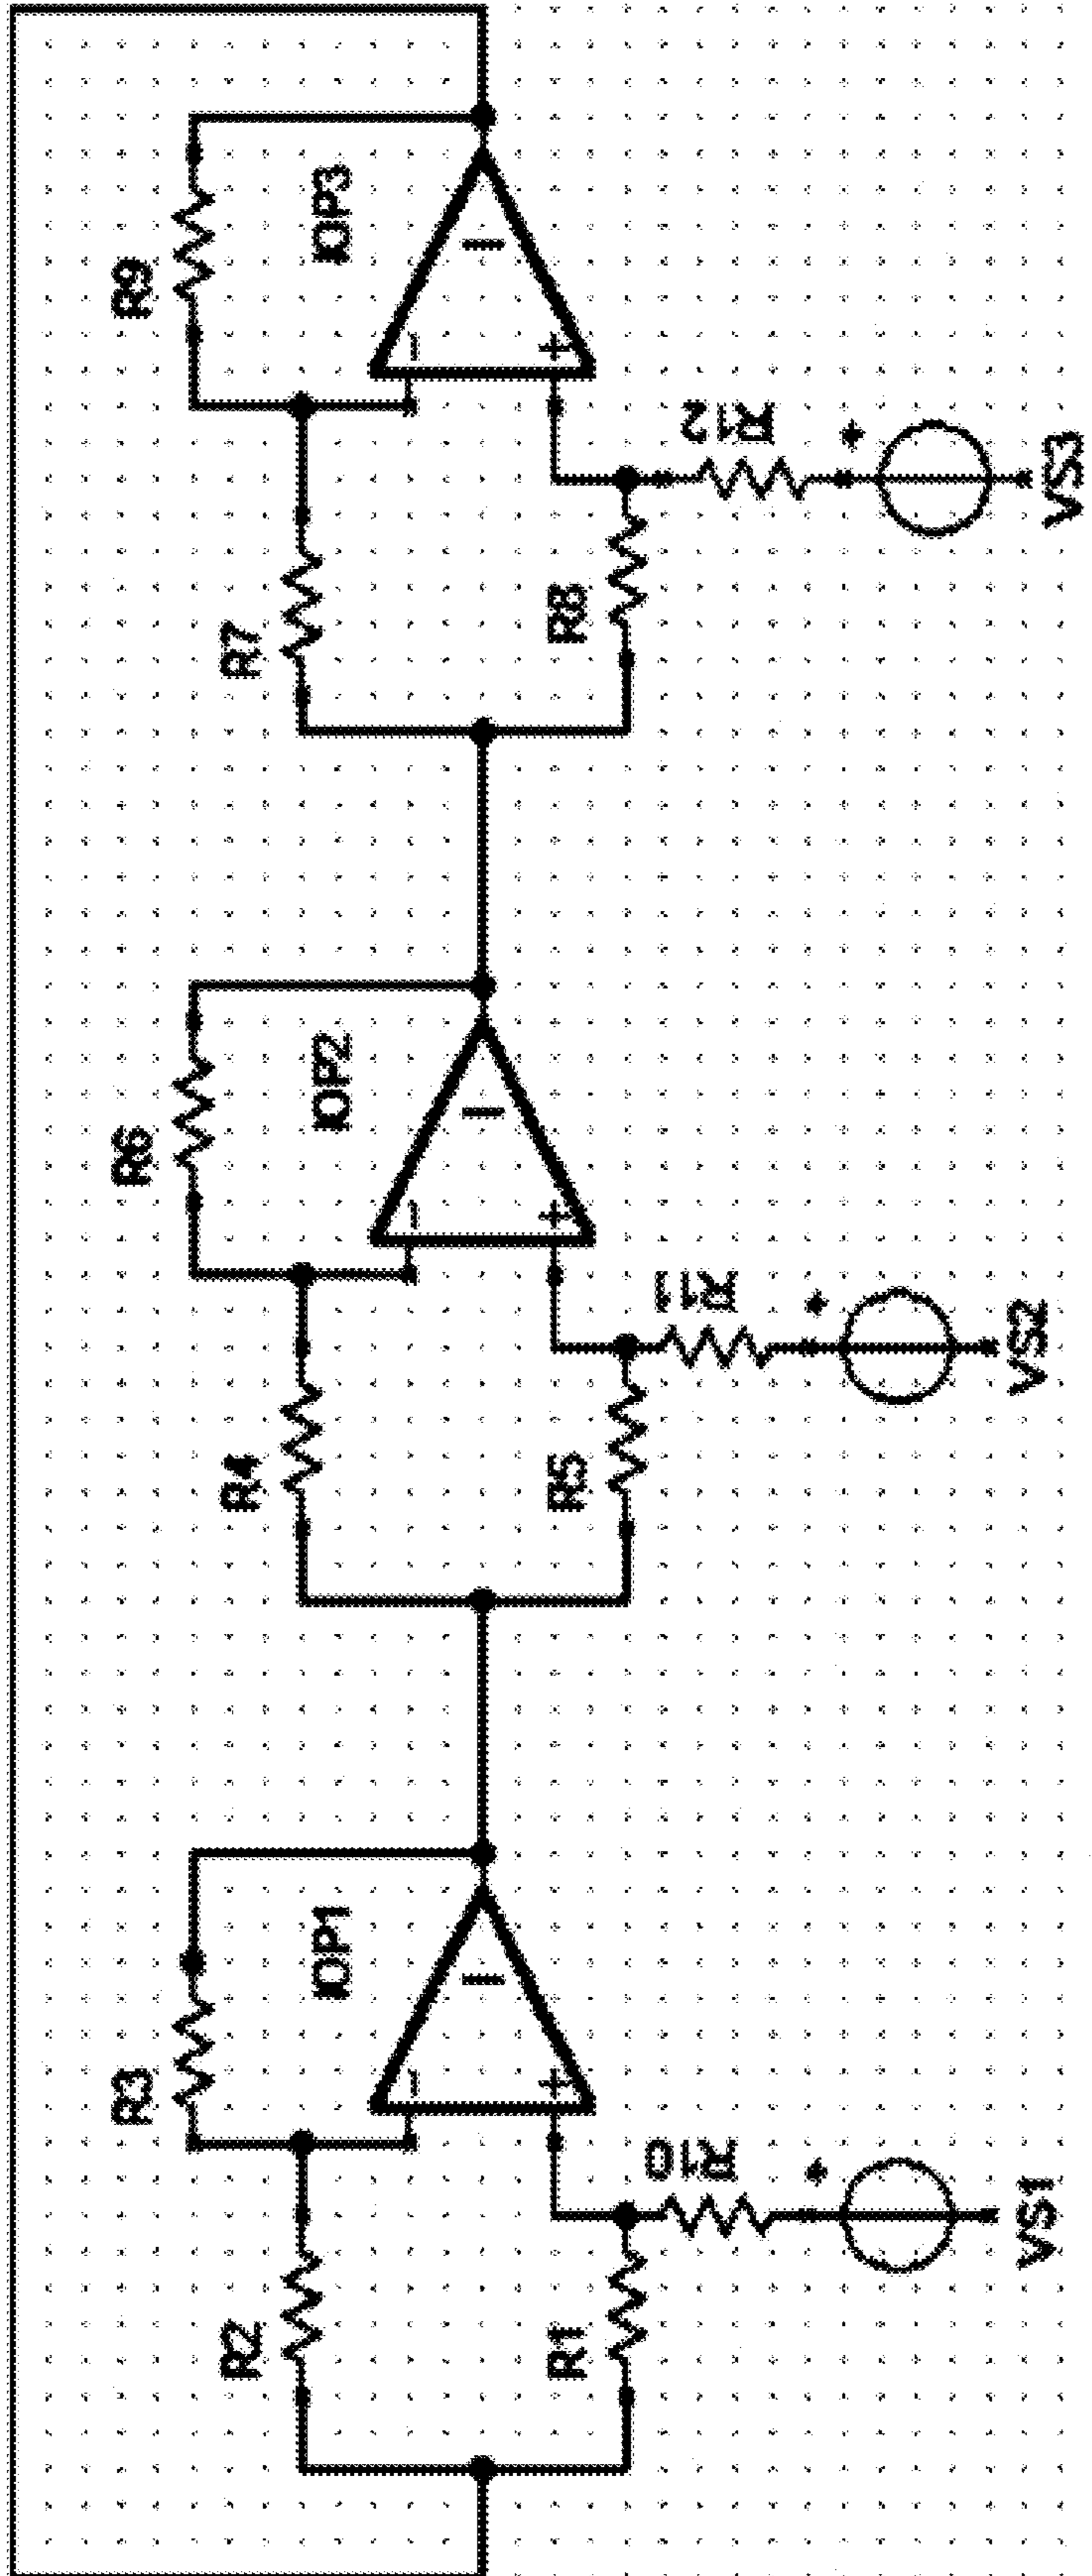 R3
R6
R9
IOP1
IOP2
IOP3
R2
R4
R7
R1
R5
R8
R10
R11
R12
VS1
VS2
VS3